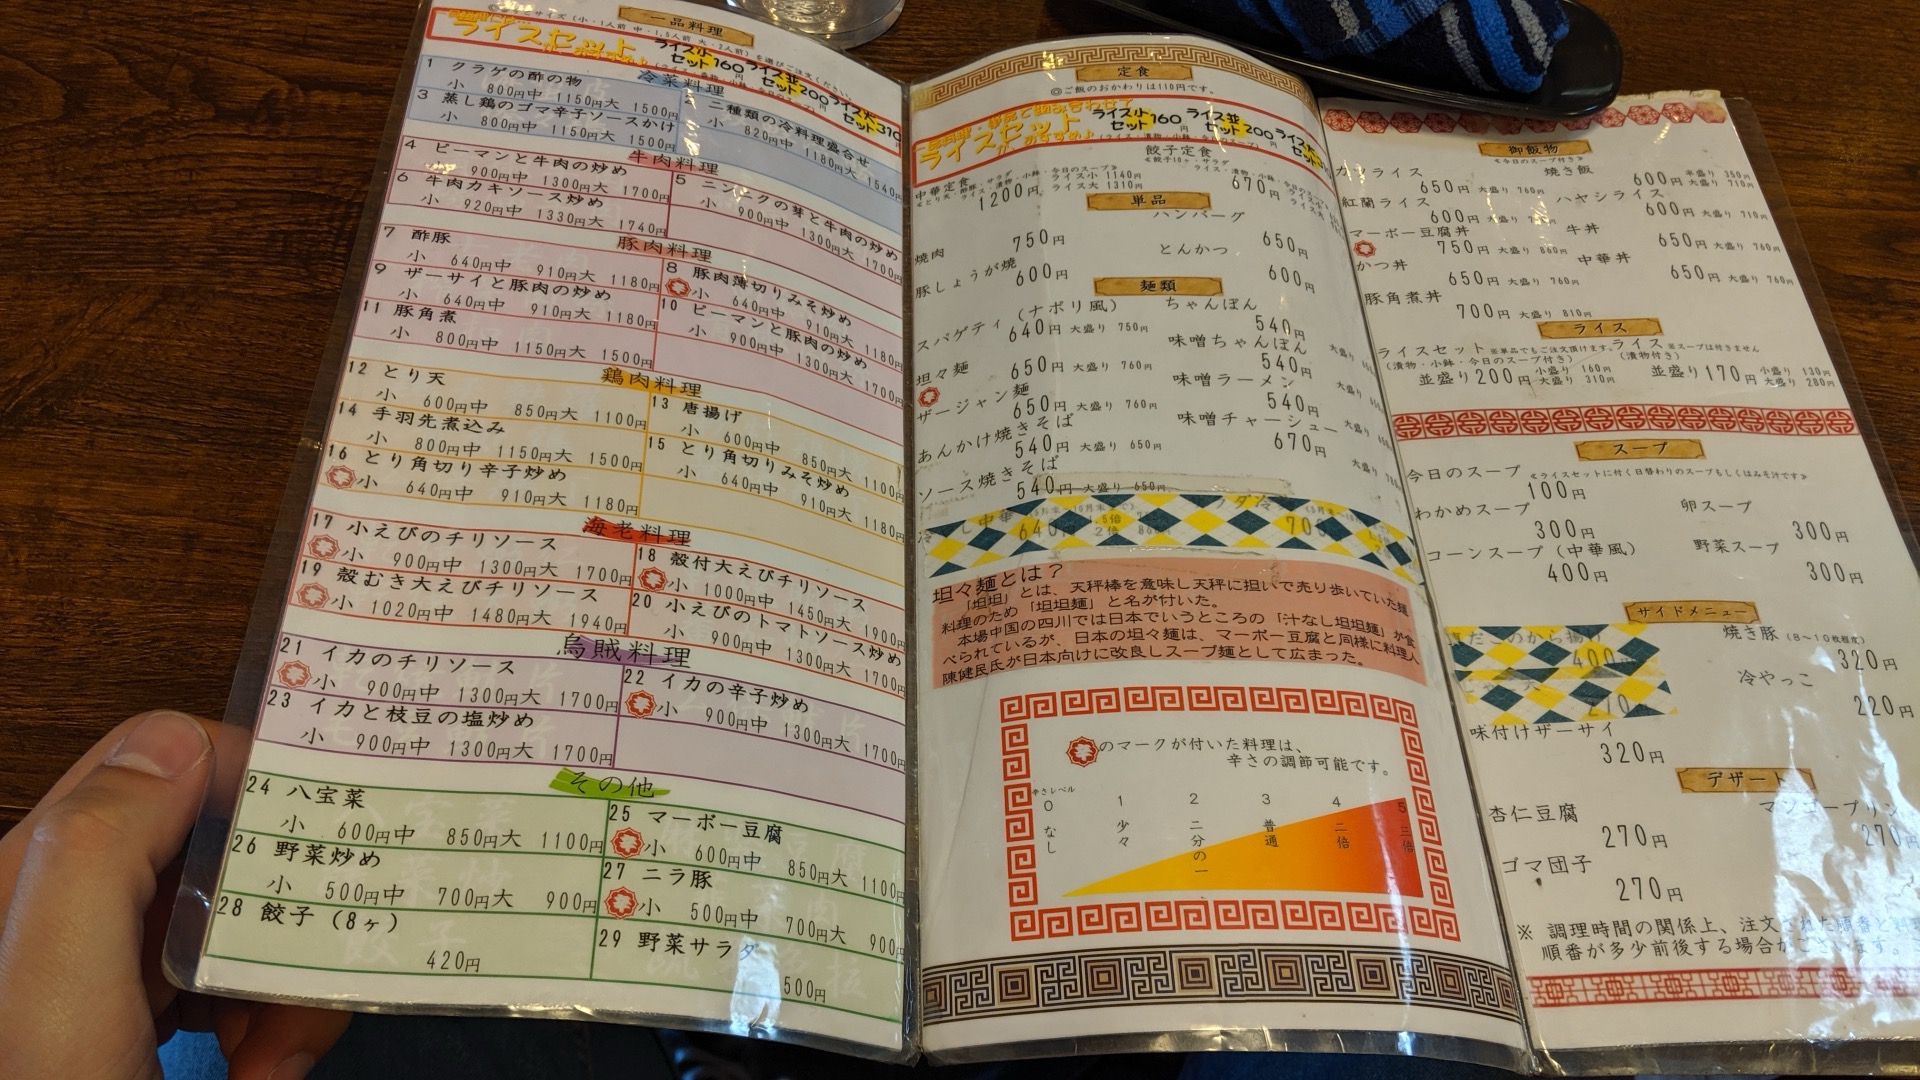 一品料理
ライスセット
ライス小セット160円 ライス並セット200円 ライス大セット310円
冷菜料理
1 クラゲの酢の物
小 800円中 1150円大 1500円
2 二種類の冷料理盛合せ
小 820円中 1180円大 1540円
3 蒸し鶏のゴマ辛子ソースかけ
小 800円中 1150円大 1500円
牛肉料理
4 ピーマンと牛肉の炒め
小 900円中 1300円大 1700円
5 ニンニクの芽と牛肉の炒め
小 900円中 1300円大 1700円
6 牛肉カキソース炒め
小 920円中 1330円大 1740円
豚肉料理
7 酢豚
小 640円中 910円大 1180円
8 豚肉薄切りみそ炒め
小 640円中 910円大 1180円
9 ザーサイと豚肉の炒め
小 640円中 910円大 1180円
10 ピーマンと豚肉の炒め
小 900円中 1300円大 1700円
11 豚角煮
小 800円中 1150円大 1500円
鶏肉料理
12 とり天
小 600円中 850円大 1100円
13 唐揚げ
小 600円中 850円大 1100円
14 手羽先煮込み
小 800円中 1150円大 1500円
15 とり角切りみそ炒め
小 640円中 910円大 1180円
16 とり角切り辛子炒め
小 640円中 910円大 1180円
海老料理
17 小えびのチリソース
小 900円中 1300円大 1700円
18 殻付大えびチリソース
小 1000円中 1450円大 1900円
19 殻むき大えびチリソース
小 1020円中 1480円大 1940円
20 小えびのトマトソース炒め
小 900円中 1300円大 1700円
烏賊料理
21 イカのチリソース
小 900円中 1300円大 1700円
22 イカの辛子炒め
小 900円中 1300円大 1700円
23 イカと枝豆の塩炒め
小 900円中 1300円大 1700円
その他
24 八宝菜
小 600円中 850円大 1100円
25 マーボー豆腐
小 600円中 850円大 1100円
26 野菜炒め
小 500円中 700円大 900円
27 ニラ豚
小 500円中 700円大 900円
28 餃子(8ヶ)
420円
29 野菜サラダ
500円
定食
◎ご飯のおかわりは110円です。
ライスセット
ライス小セット160円 ライス並セット200円
中華定食
1200円 ライス小 1140円
ライス大 1310円
餃子定食
670円
単品
焼肉
750円
ハンバーグ
650円
豚しょうが焼
600円
とんかつ
600円
麺類
スパゲティ(ナポリ風)
640円 大盛り 750円
ちゃんぽん
540円
坦々麺
650円 大盛り 760円
味噌ちゃんぽん
540円
ザージャン麺
650円 大盛り 760円
味噌ラーメン
540円
あんかけ焼きそば
540円 大盛り 650円
味噌チャーシュー
670円
ソース焼きそば
540円 大盛り 650円
坦々麺とは?
「坦坦」とは、天秤棒を意味し天秤に担いで売り歩いていた麺
料理のため「坦坦麺」と名が付いた。
本場中国の四川では日本でいうところの「汁なし坦坦麺」が食
べられているが、日本の坦々麺は、マーボー豆腐と同様に料理人
陳健民氏が日本向けに改良しスープ麺として広まった。
辛のマークが付いた料理は、
辛さの調節可能です。
辛さレベル
0 1 2 3 4 5
なし 少々 二分の一 普通 二倍 三倍
御飯物
≪今日のスープ付き≫
カツライス
650円 大盛り 760円
焼き飯
600円 半盛り 350円
大盛り 710円
紅蘭ライス
600円
ハヤシライス
600円 大盛り 710円
マーボー豆腐丼
750円 大盛り 860円
牛丼
650円 大盛り 760円
かつ丼
650円 大盛り 760円
中華丼
650円 大盛り 760円
豚角煮丼
700円 大盛り 810円
ライス
ライスセット ※単品でもご注文頂けます。
(漬物・小鉢・今日のスープ付き)
並盛り200円 小盛り 160円
大盛り 310円
ライス ※スープは付きません
(漬物付き)
並盛り170円 小盛り 130円
大盛り 280円
スープ
今日のスープ ≪ライスセットに付く日替わりのスープもしくはみそ汁です≫
100円
わかめスープ
300円
卵スープ
300円
コーンスープ(中華風)
400円
野菜スープ
300円
サイドメニュー
400円
焼き豚(8〜10枚程度)
320円
270円
冷やっこ
220円
味付けザーサイ
320円
デザート
杏仁豆腐
270円
マンゴープリン
270円
ゴマ団子
270円
※ 調理時間の関係上、注文された順番と料理
順番が多少前後する場合がございます。